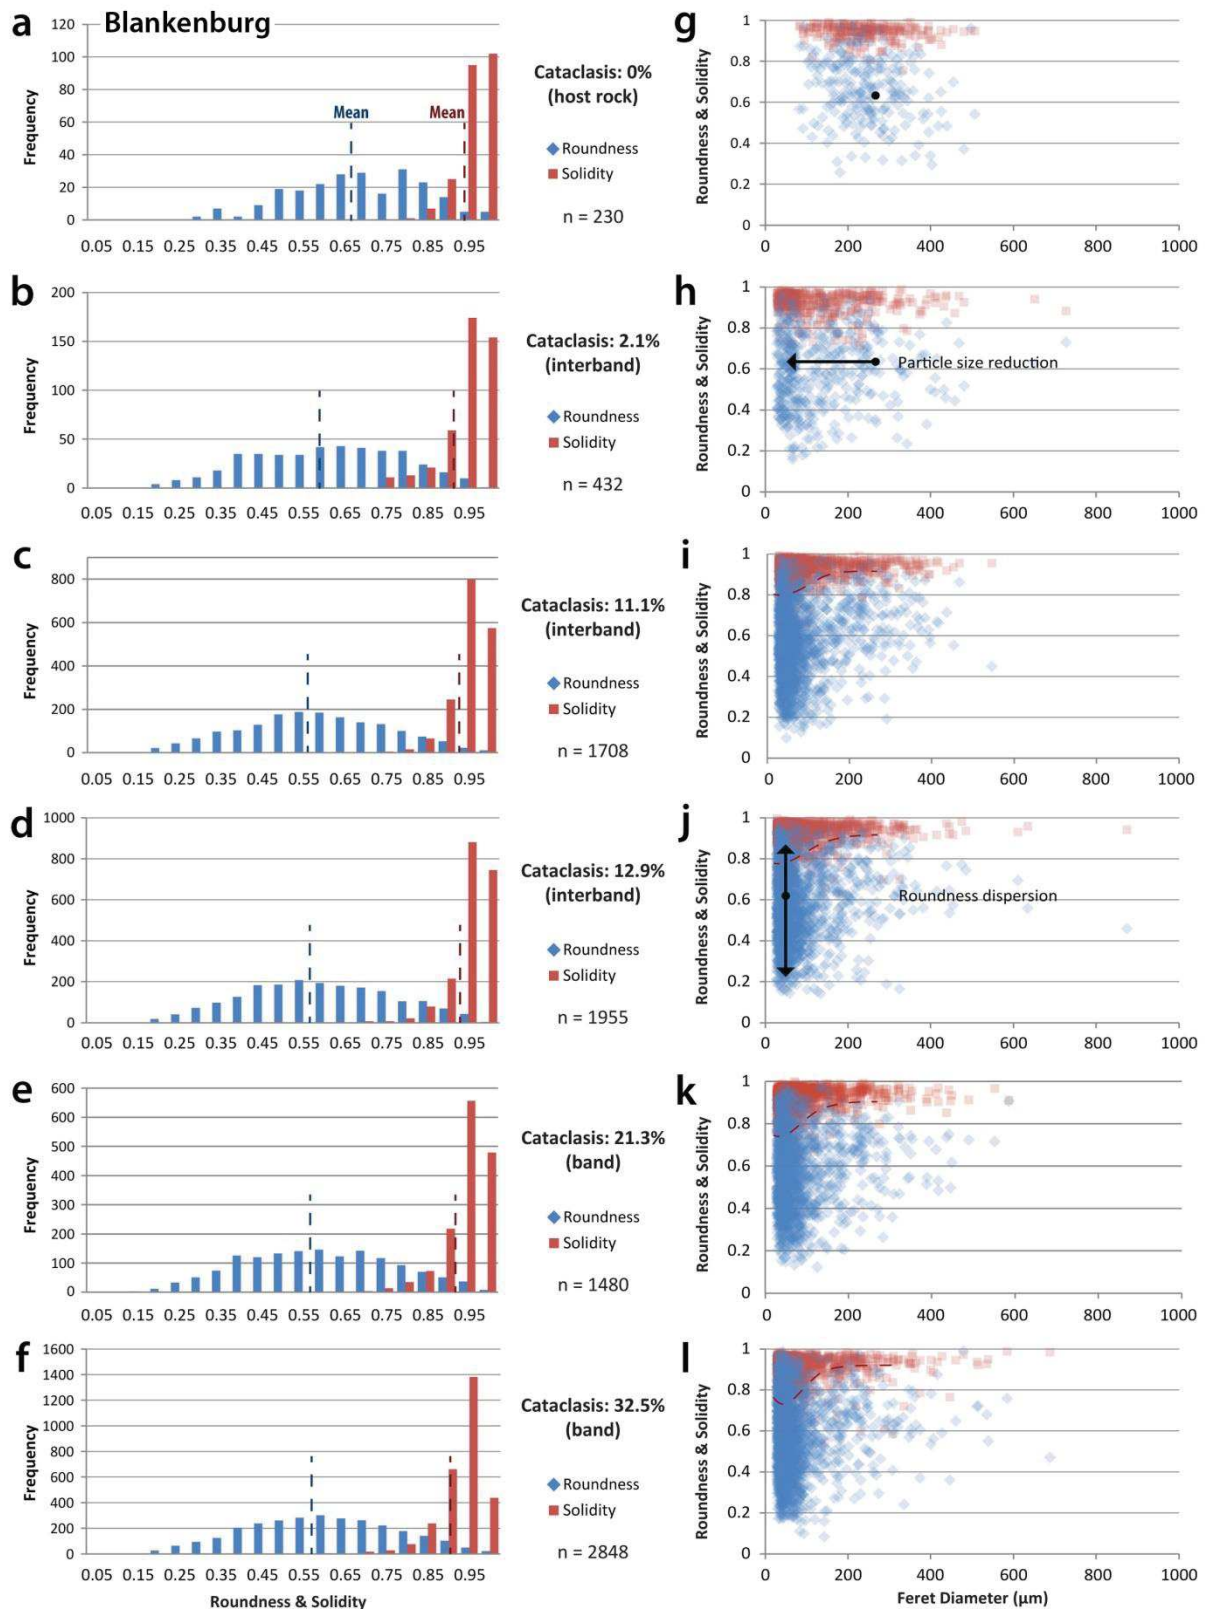 a Blankenburg
120
100
80
60
40
20
0
Frequency
Mean Mean
0.05 0.15 0.25 0.35 0.45 0.55 0.65 0.75 0.85 0.95
Cataclasis: 0%
(host rock)
Roundness
Solidity
n = 230
g
1
0.8
0.6
0.4
0.2
0
Roundness & Solidity
0 200 400 600 800 1000
b
200
150
100
50
0
Frequency
0.05 0.15 0.25 0.35 0.45 0.55 0.65 0.75 0.85 0.95
Cataclasis: 2.1%
(interband)
Roundness
Solidity
n = 432
h
1
0.8
0.6
0.4
0.2
0
Roundness & Solidity
Particle size reduction
0 200 400 600 800 1000
c
800
600
400
200
0
Frequency
0.05 0.15 0.25 0.35 0.45 0.55 0.65 0.75 0.85 0.95
Cataclasis: 11.1%
(interband)
Roundness
Solidity
n = 1708
i
1
0.8
0.6
0.4
0.2
0
Roundness & Solidity
0 200 400 600 800 1000
d
1000
800
600
400
200
0
Frequency
0.05 0.15 0.25 0.35 0.45 0.55 0.65 0.75 0.85 0.95
Cataclasis: 12.9%
(interband)
Roundness
Solidity
n = 1955
j
1
0.8
0.6
0.4
0.2
0
Roundness & Solidity
Roundness dispersion
0 200 400 600 800 1000
e
600
500
400
300
200
100
0
Frequency
0.05 0.15 0.25 0.35 0.45 0.55 0.65 0.75 0.85 0.95
Cataclasis: 21.3%
(band)
Roundness
Solidity
n = 1480
k
1
0.8
0.6
0.4
0.2
0
Roundness & Solidity
0 200 400 600 800 1000
f
1600
1400
1200
1000
800
600
400
200
0
Frequency
0.05 0.15 0.25 0.35 0.45 0.55 0.65 0.75 0.85 0.95
Roundness & Solidity
Cataclasis: 32.5%
(band)
Roundness
Solidity
n = 2848
l
1
0.8
0.6
0.4
0.2
0
Roundness & Solidity
0 200 400 600 800 1000
Feret Diameter (μm)